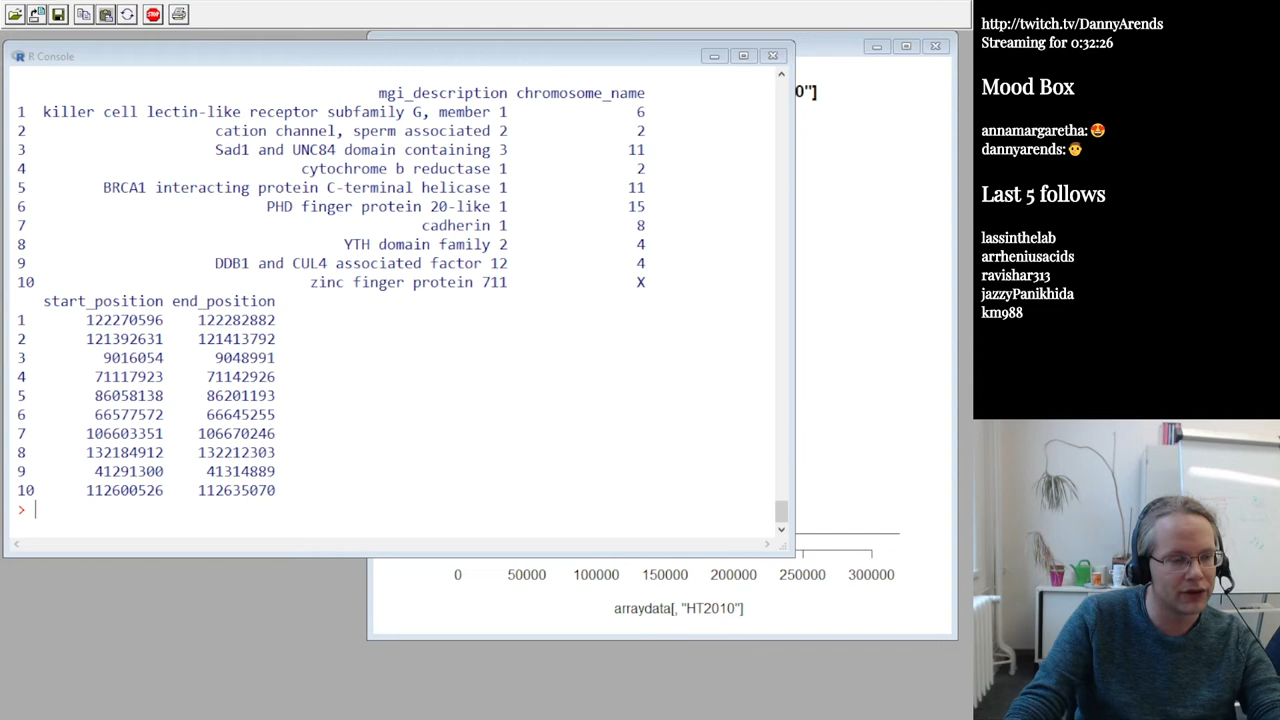 STOP
R Console
mgi_description chromosome_name
1 killer cell lectin-like receptor subfamily G, member 1 6
2 cation channel, sperm associated 2 2
3 Sad1 and UNC84 domain containing 3 11
4 cytochrome b reductase 1 2
5 BRCA1 interacting protein C-terminal helicase 1 11
6 PHD finger protein 20-like 1 15
7 cadherin 1 8
8 YTH domain family 2 4
9 DDB1 and CUL4 associated factor 12 4
10 zinc finger protein 711 X
start_position end_position
1 122270596 122282882
2 121392631 121413792
3 9016054 9048991
4 71117923 71142926
5 86058138 86201193
6 66577572 66645255
7 106603351 106670246
8 132184912 132212303
9 41291300 41314889
10 112600526 112635070
>
0"]
0 50000 100000 150000 200000 250000 300000
arraydata[, "HT2010"]
http://twitch.tv/DannyArends
Streaming for 0:32:26
Mood Box
annamargaretha: 😍
dannyarends: 👨
Last 5 follows
lassinthelab
arrheniusacids
ravishar313
jazzyPanikhida
km988